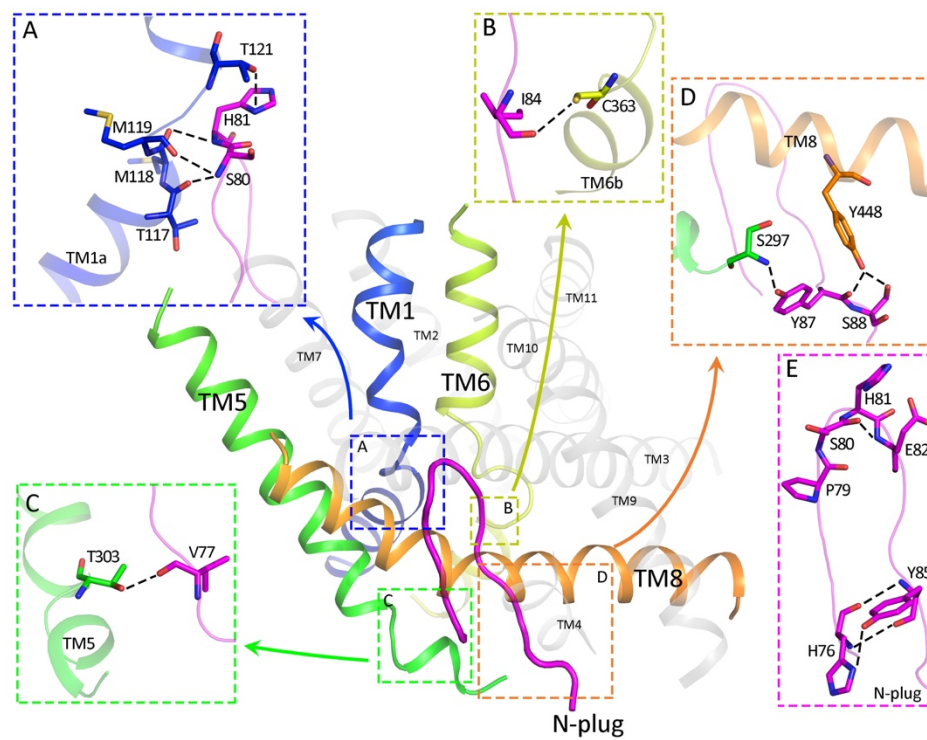 A
T121
H81
M119
M118
S80
T117
TM1a
B
I84
C363
TM6b
D
TM8
Y448
S297
Y87
S88
E
H81
S80
E82
P79
Y85
H76
N-plug
C
T303
V77
TM5
TM1
TM2
TM7
TM6
TM11
TM10
TM5
A
B
TM3
TM9
C
D
TM8
TM4
N-plug